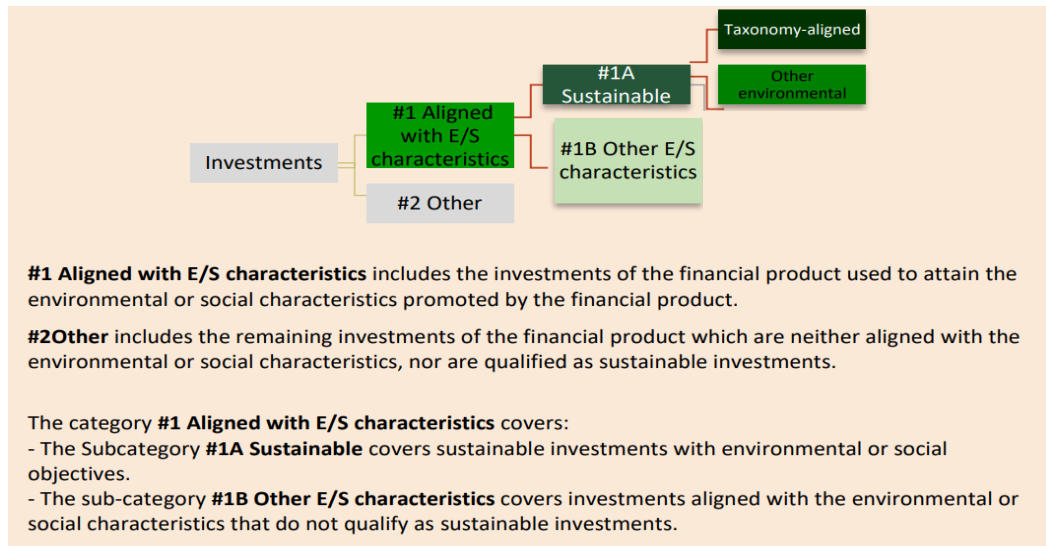 Taxonomy-aligned
#1A
Sustainable
Other
environmental
#1 Aligned
with E/S
characteristics
#1B Other E/S
characteristics
Investments
#2 Other
#1 Aligned with E/S characteristics includes the investments of the financial product used to attain the
environmental or social characteristics promoted by the financial product.
#2Other includes the remaining investments of the financial product which are neither aligned with the
environmental or social characteristics, nor are qualified as sustainable investments.
The category #1 Aligned with E/S characteristics covers:
- The Subcategory #1A Sustainable covers sustainable investments with environmental or social
objectives.
- The sub-category #1B Other E/S characteristics covers investments aligned with the environmental or
social characteristics that do not qualify as sustainable investments.